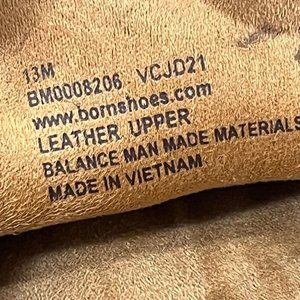 13M
BM0008206 VCJD21
www.bornshoes.com
LEATHER UPPER
BALANCE MAN MADE MATERIALS
MADE IN VIETNAM